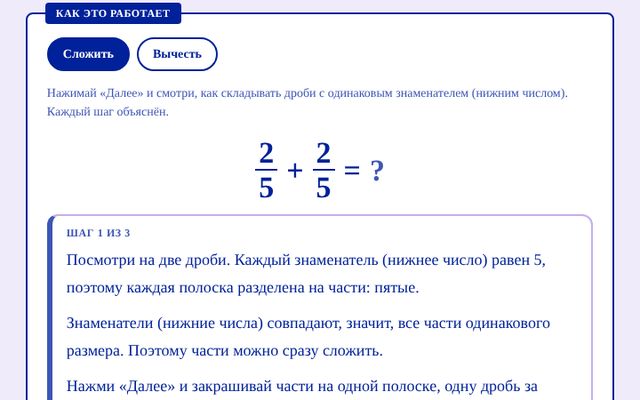 КАК ЭТО РАБОТАЕТ
Сложить Вычесть
Нажимай «Далее» и смотри, как складывать дроби с одинаковым знаменателем (нижним числом).
Каждый шаг объяснён.
2/5 + 2/5 = ?
ШАГ 1 ИЗ 3
Посмотри на две дроби. Каждый знаменатель (нижнее число) равен 5,
поэтому каждая полоска разделена на части: пятые.
Знаменатели (нижние числа) совпадают, значит, все части одинакового
размера. Поэтому части можно сразу сложить.
Нажми «Далее» и закрашивай части на одной полоске, одну дробь за